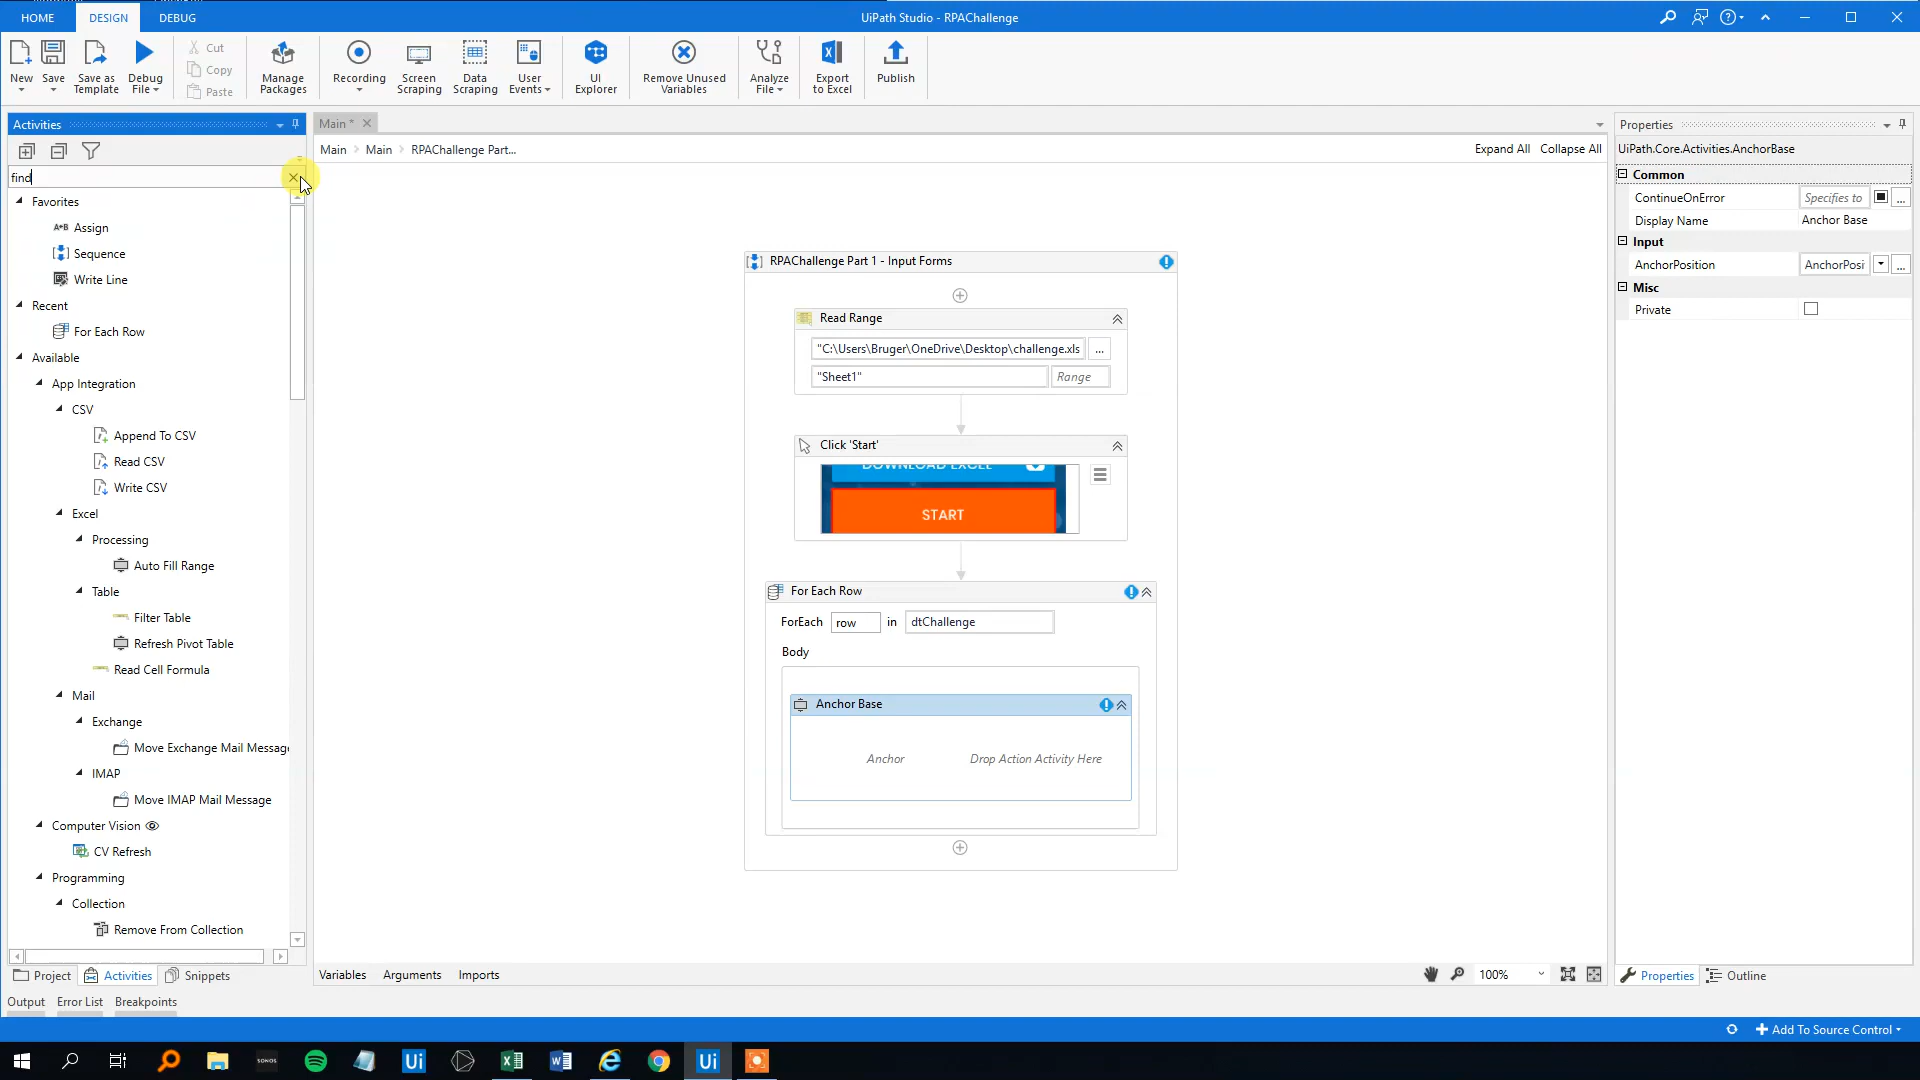 HOME DESIGN DEBUG
UiPath Studio - RPAChallenge
New Save Save as Template Debug File
Cut
Copy
Paste
Manage Packages
Recording
Screen Scraping
Data Scraping
User Events
UI Explorer
Remove Unused Variables
Analyze File
Export to Excel
Publish
Activities
find
Favorites
Assign
Sequence
Write Line
Recent
For Each Row
Available
App Integration
CSV
Append To CSV
Read CSV
Write CSV
Excel
Processing
Auto Fill Range
Table
Filter Table
Refresh Pivot Table
Read Cell Formula
Mail
Exchange
Move Exchange Mail Message
IMAP
Move IMAP Mail Message
Computer Vision
CV Refresh
Programming
Collection
Remove From Collection
Project Activities Snippets
Output Error List Breakpoints
Main *
Main > Main > RPAChallenge Part...
Expand All Collapse All
RPAChallenge Part 1 - Input Forms
Read Range
"C:\Users\Bruger\OneDrive\Desktop\challenge.xls ...
"Sheet1" Range
Click 'Start'
DOWNLOAD EXCEL
START
For Each Row
ForEach row in dtChallenge
Body
Anchor Base
Anchor Drop Action Activity Here
Variables Arguments Imports
100%
Properties
UiPath.Core.Activities.AnchorBase
Common
ContinueOnError Specifies to ...
Display Name Anchor Base
Input
AnchorPosition AnchorPosi ...
Misc
Private
Properties Outline
Add To Source Control
SONOS
Ui
Ui